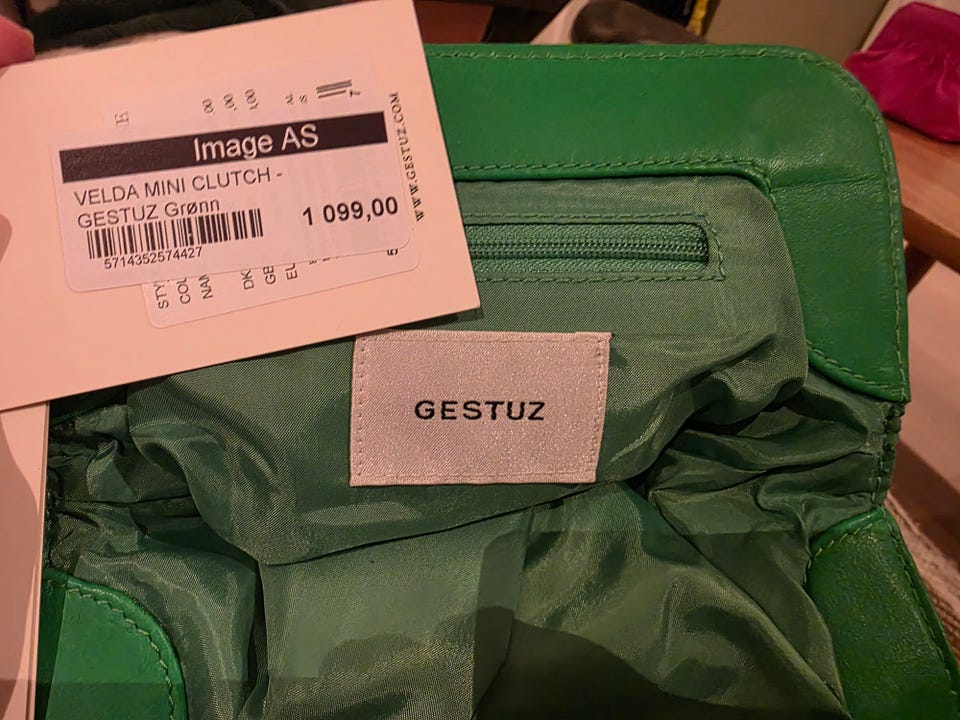 Image AS
VELDA MINI CLUTCH -
GESTUZ Grønn
1 099,00
5714352574427
WWW.GESTUZ.COM
GESTUZ